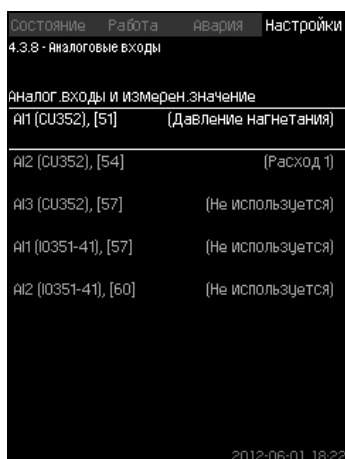 Состояние Работа Авария Настройки
4.3.8 - Аналоговые входы
Аналог.входы и измерен.значение
AI1 (CU352), [51] (Давление нагнетания)
AI2 (CU352), [54] (Расход 1)
AI3 (CU352), [57] (Не используется)
AI1 (IO351-41), [57] (Не используется)
AI2 (IO351-41), [60] (Не используется)
2012-06-01 18:22